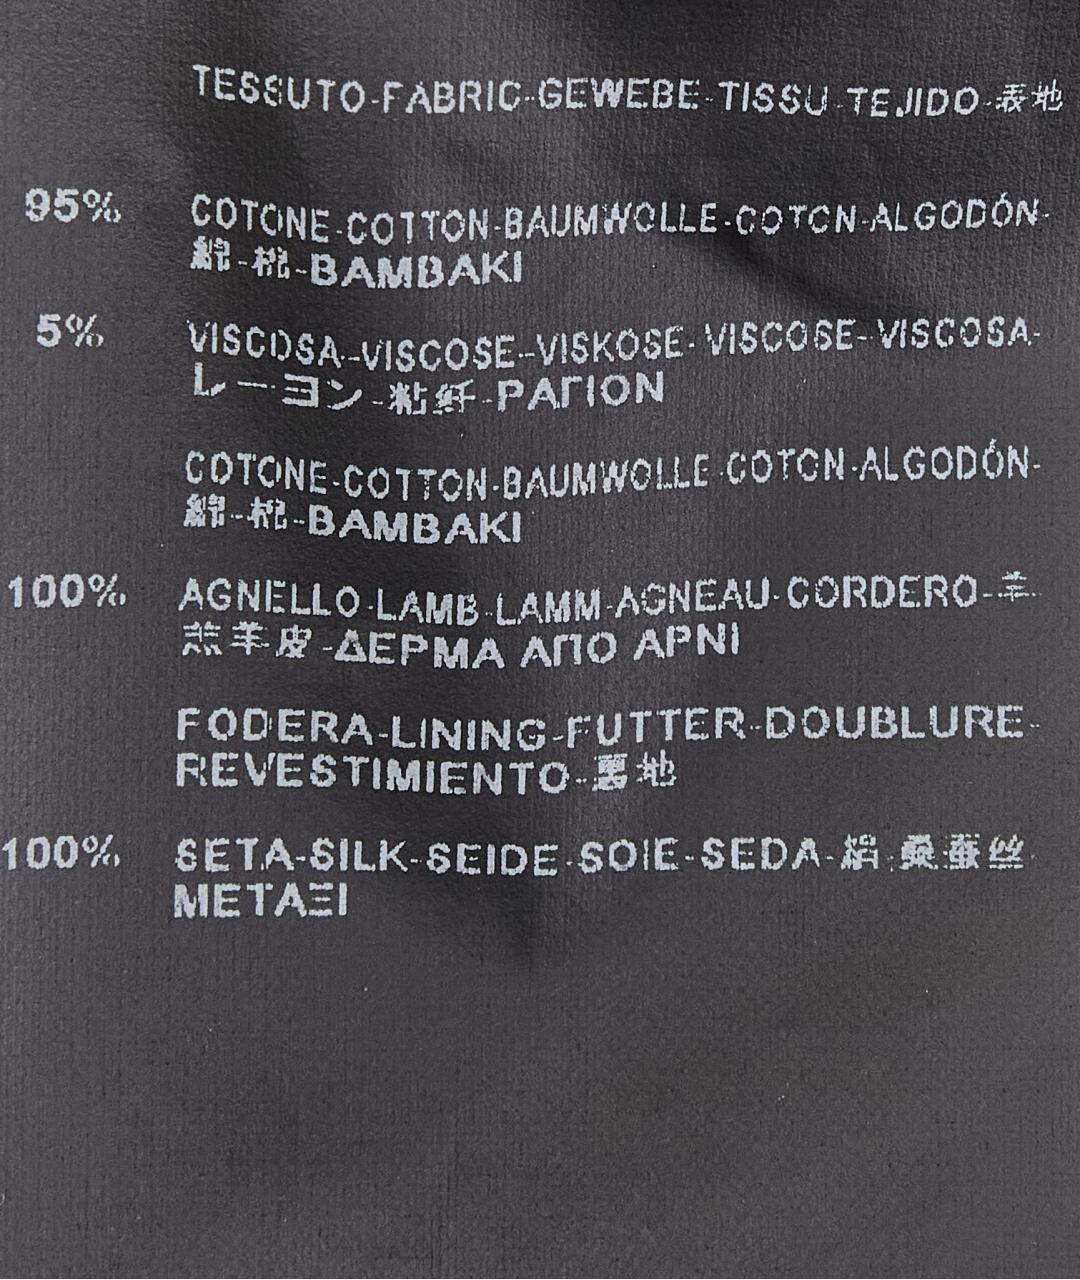 TESSUTO-FABRIC-GEWEBE-TISSU-TEJIDO-表地
95% COTONE-COTTON-BAUMWOLLE-COTON-ALGODÓN-
綿-棉-BAMBAKI
5% VISCOSA-VISCOSE-VISKOSE-VISCOSE-VISCOSA-
レーヨン-粘纤-ΡΑΓΙΟΝ
COTONE-COTTON-BAUMWOLLE-COTON-ALGODÓN-
綿-棉-BAMBAKI
100% AGNELLO-LAMB-LAMM-AGNEAU-CORDERO-羊-
羔羊皮-ΔΕΡΜΑ ΑΠΟ ΑΡΝΙ
FODERA-LINING-FUTTER-DOUBLURE-
REVESTIMIENTO-裏地
100% SETA-SILK-SEIDE-SOIE-SEDA-絹-桑蚕丝
ΜΕΤΑΞΙ